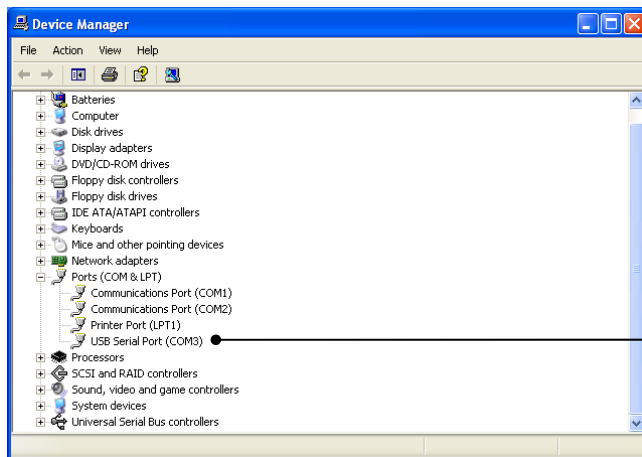 Device Manager
File Action View Help
Batteries
Computer
Disk drives
Display adapters
DVD/CD-ROM drives
Floppy disk controllers
Floppy disk drives
IDE ATA/ATAPI controllers
Keyboards
Mice and other pointing devices
Network adapters
Ports (COM & LPT)
Communications Port (COM1)
Communications Port (COM2)
Printer Port (LPT1)
USB Serial Port (COM3)
Processors
SCSI and RAID controllers
Sound, video and game controllers
System devices
Universal Serial Bus controllers